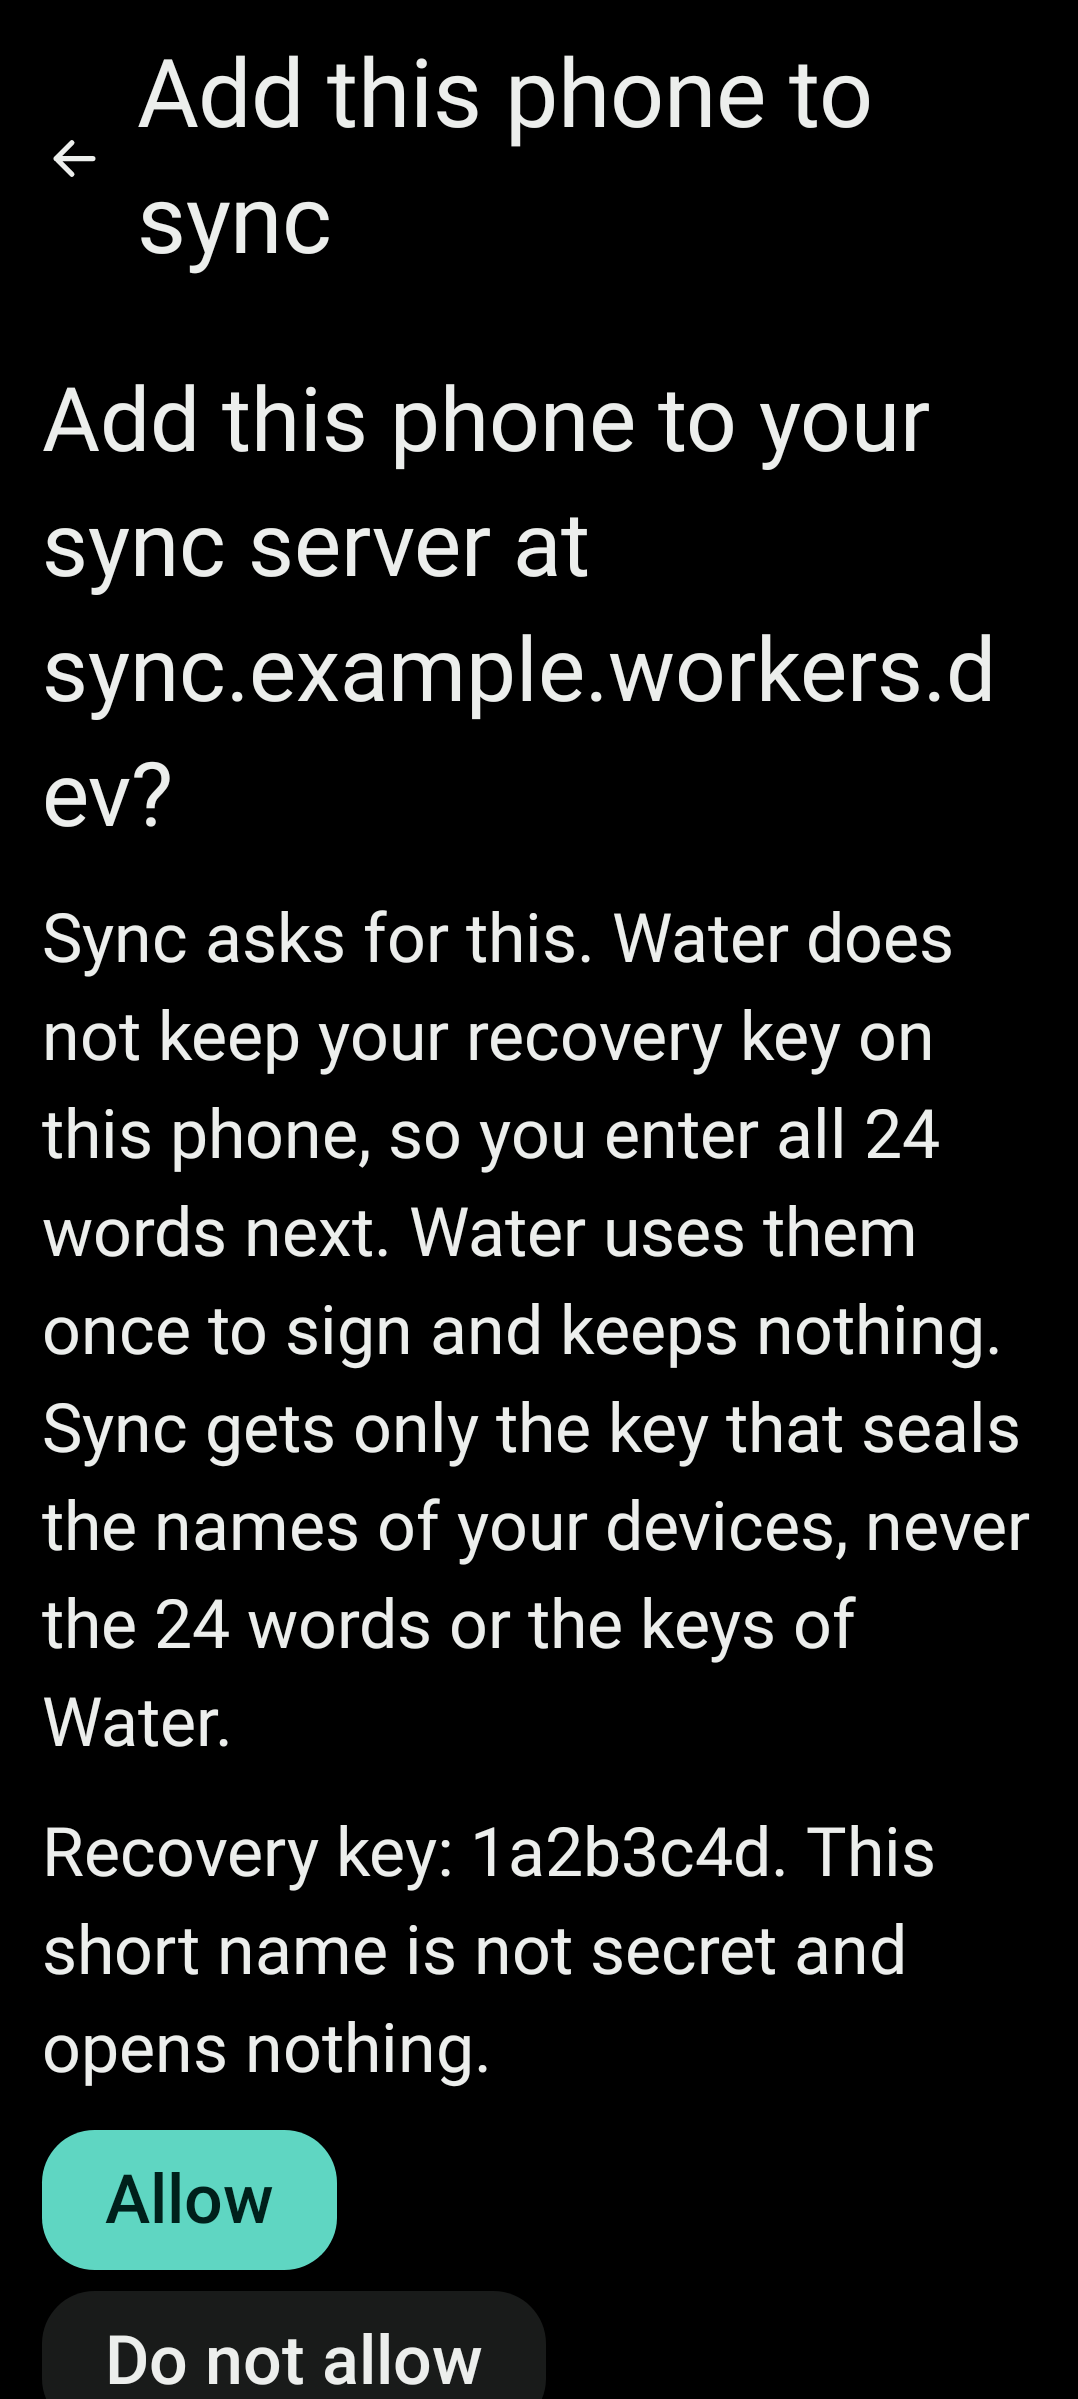 Add this phone to
sync
Add this phone to your
sync server at
sync.example.workers.d
ev?
Sync asks for this. Water does
not keep your recovery key on
this phone, so you enter all 24
words next. Water uses them
once to sign and keeps nothing.
Sync gets only the key that seals
the names of your devices, never
the 24 words or the keys of
Water.
Recovery key: 1a2b3c4d. This
short name is not secret and
opens nothing.
Allow
Do not allow